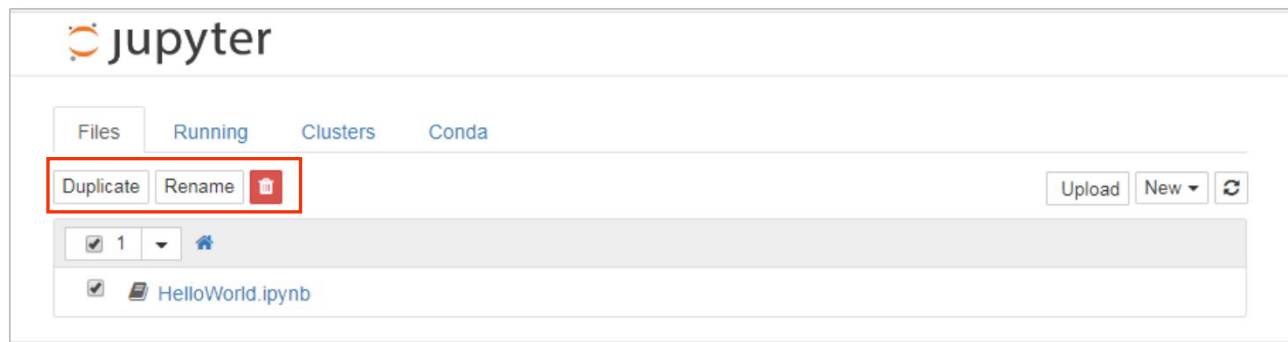 jupyter
Files Running Clusters Conda
Duplicate Rename Upload New
1
HelloWorld.ipynb